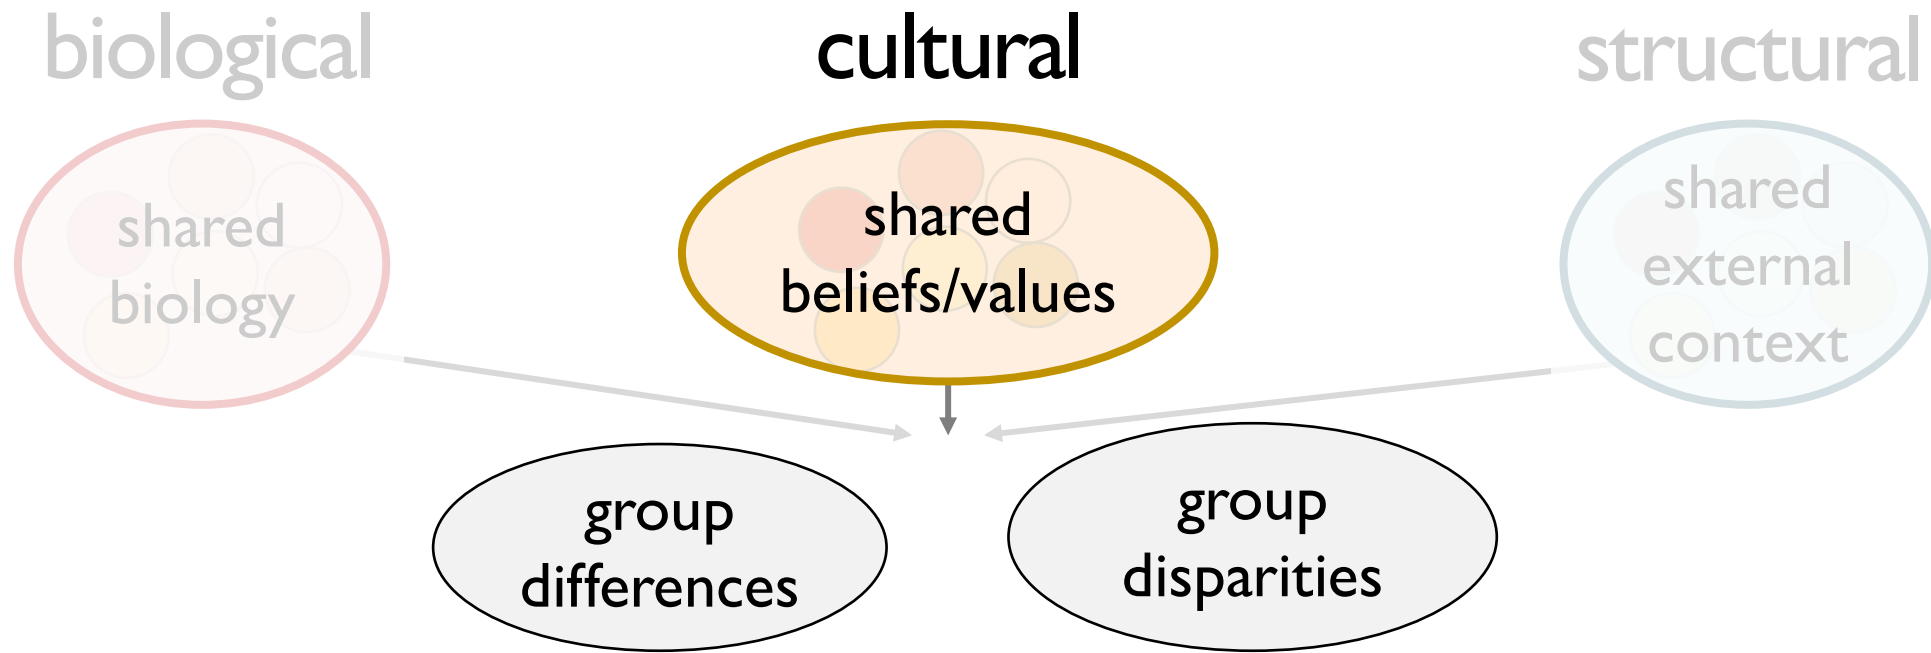 biological
cultural
structural
shared
biology
shared
beliefs/values
shared
external
context
group
differences
group
disparities